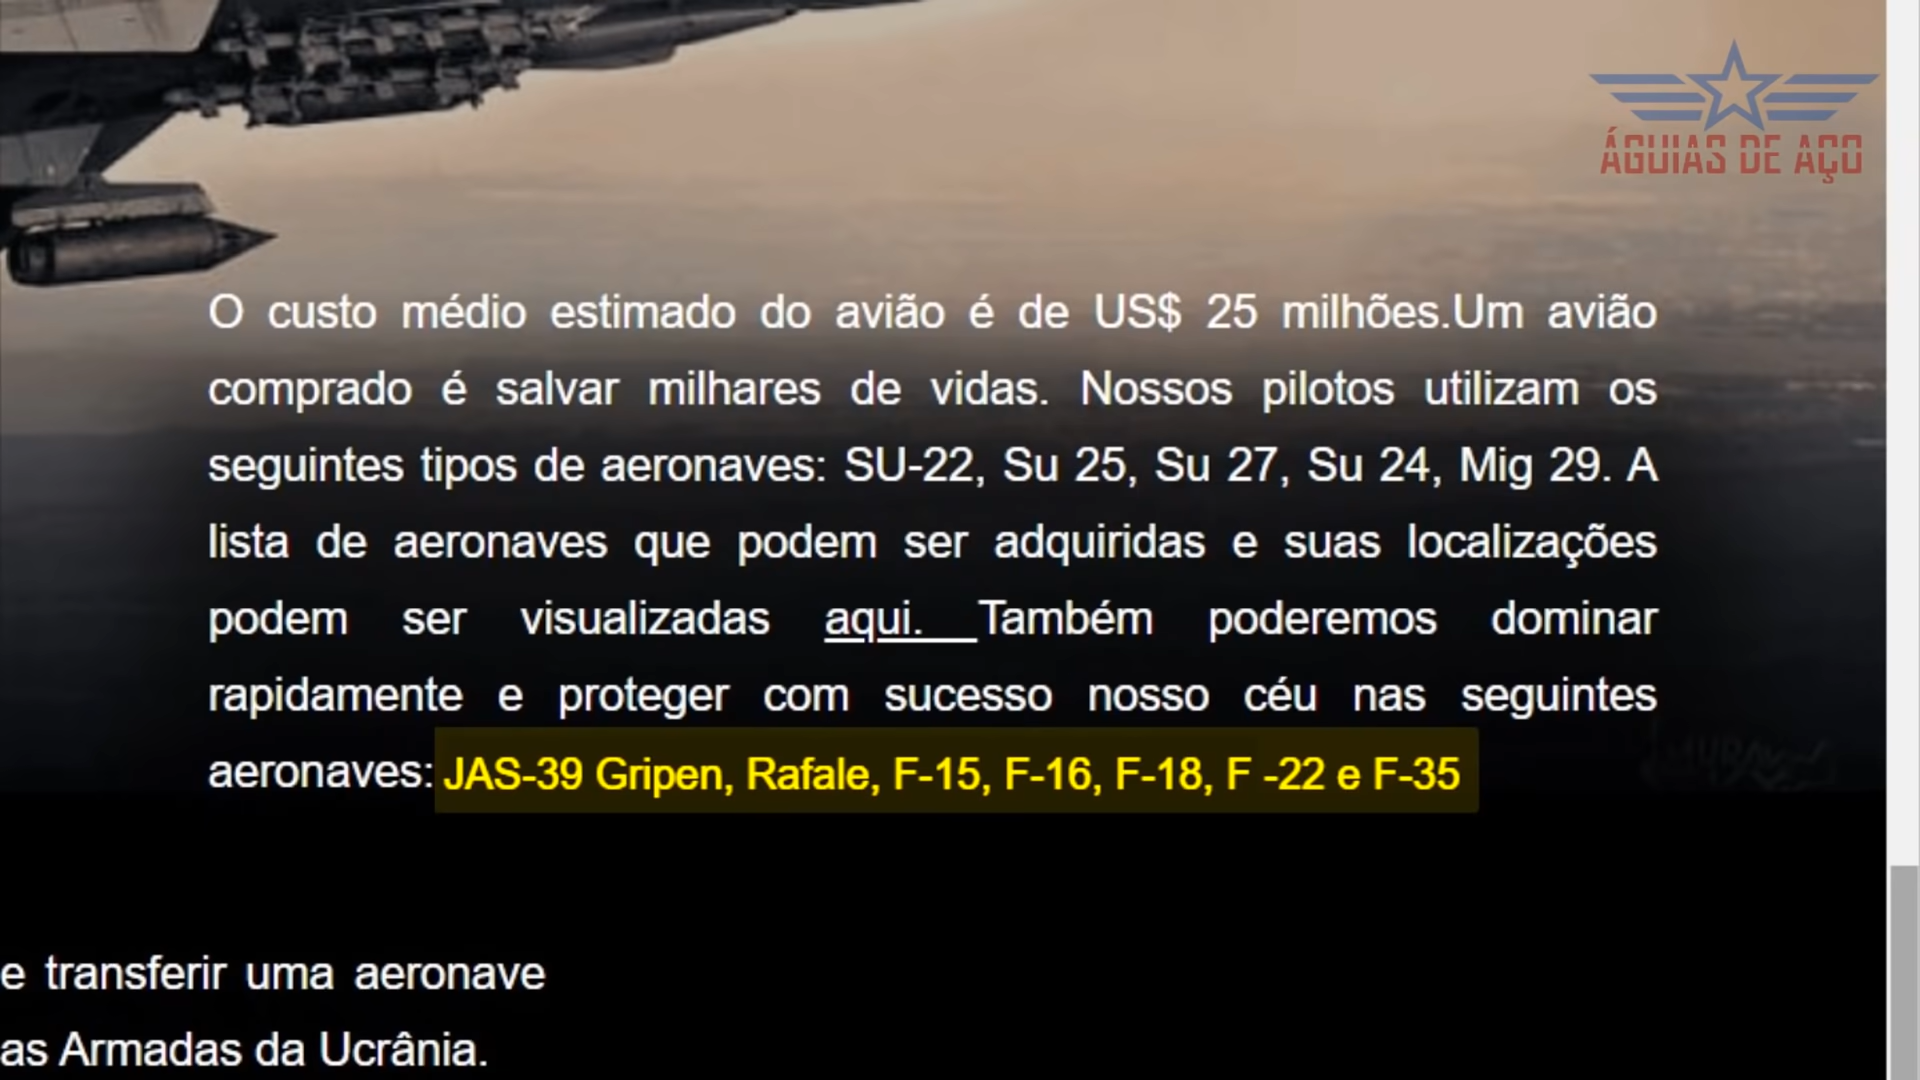 ÁGUIAS DE AÇO
O custo médio estimado do avião é de US$ 25 milhões.Um avião
comprado é salvar milhares de vidas. Nossos pilotos utilizam os
seguintes tipos de aeronaves: SU-22, Su 25, Su 27, Su 24, Mig 29. A
lista de aeronaves que podem ser adquiridas e suas localizações
podem ser visualizadas aqui. Também poderemos dominar
rapidamente e proteger com sucesso nosso céu nas seguintes
aeronaves: JAS-39 Gripen, Rafale, F-15, F-16, F-18, F -22 e F-35
e transferir uma aeronave
as Armadas da Ucrânia.